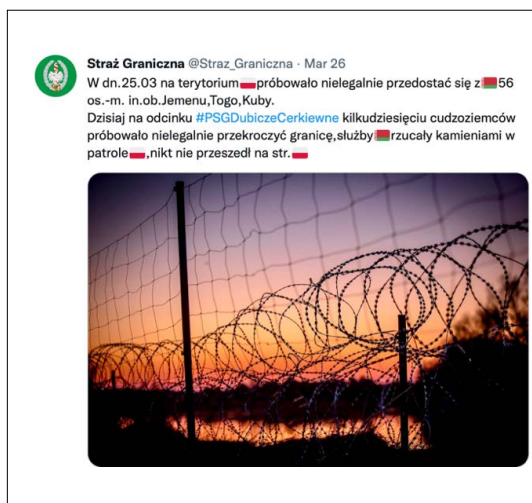 Straż Graniczna @Straz_Graniczna · Mar 26
W dn.25.03 na terytorium🇵🇱próbowało nielegalnie przedostać się z🇧🇾56
os.-m. in.ob.Jemenu,Togo,Kuby.
Dzisiaj na odcinku #PSGDubiczeCerkiewne kilkudziesięciu cudzoziemców
próbowało nielegalnie przekroczyć granicę,służby🇧🇾rzucały kamieniami w
patrole🇵🇱,nikt nie przeszedł na str.🇵🇱